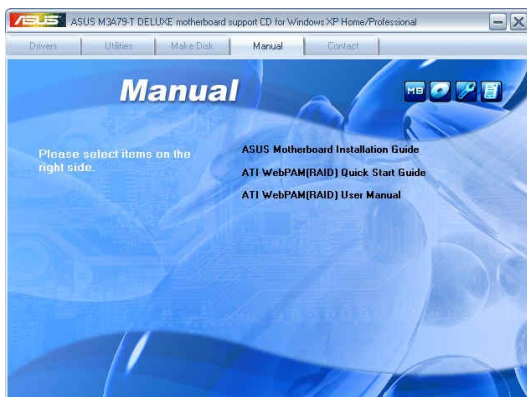 ASUS ASUS M3A79-T DELUXE motherboard support CD for Windows XP Home/Professional
Drivers Utilities Make Disk Manual Contact
Manual
MB
Please select items on the
right side.
ASUS Motherboard Installation Guide
ATI WebPAM(RAID) Quick Start Guide
ATI WebPAM(RAID) User Manual